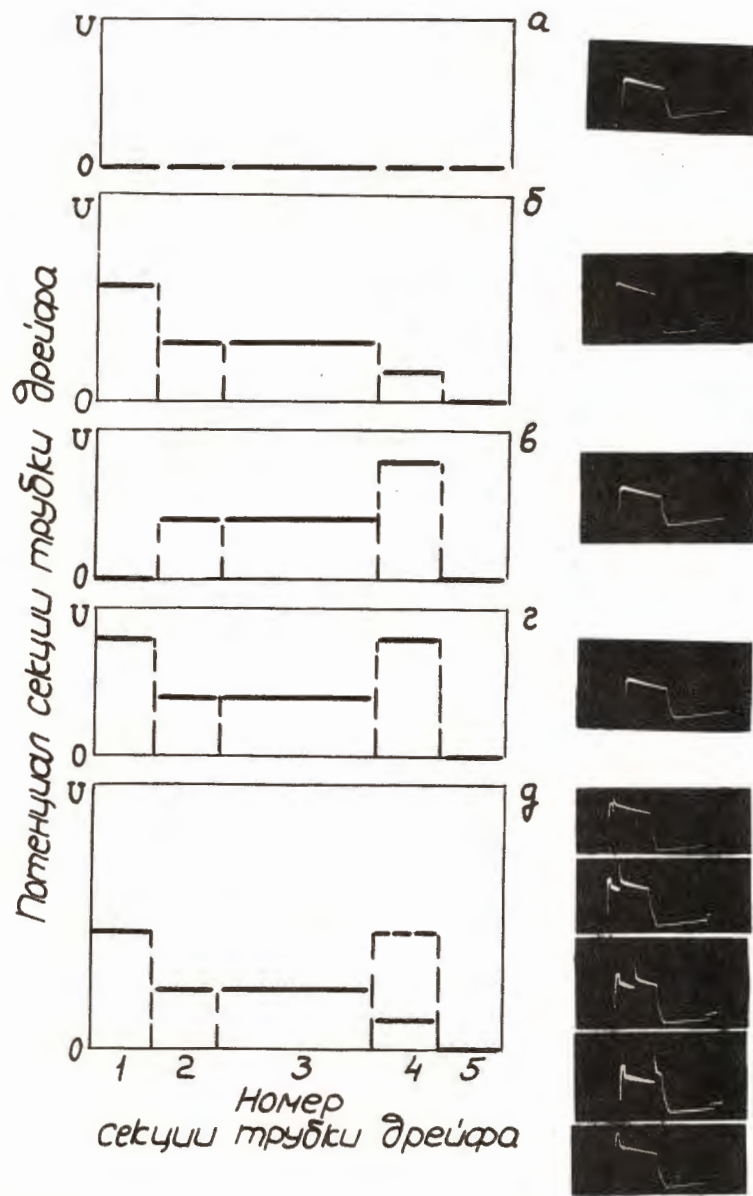 U
а
0
U
б
0
U
в
0
U
г
0
U
д
0
Потенциал секции трубки дрейфа
1 2 3 4 5
Номер
секции трубки дрейфа